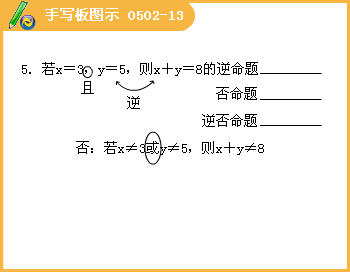 手写板图示 0502-13
5. 若x＝3，y＝5，则x＋y＝8的逆命题________
且
逆
否命题________
逆否命题________
否：若x≠3或y≠5，则x＋y≠8